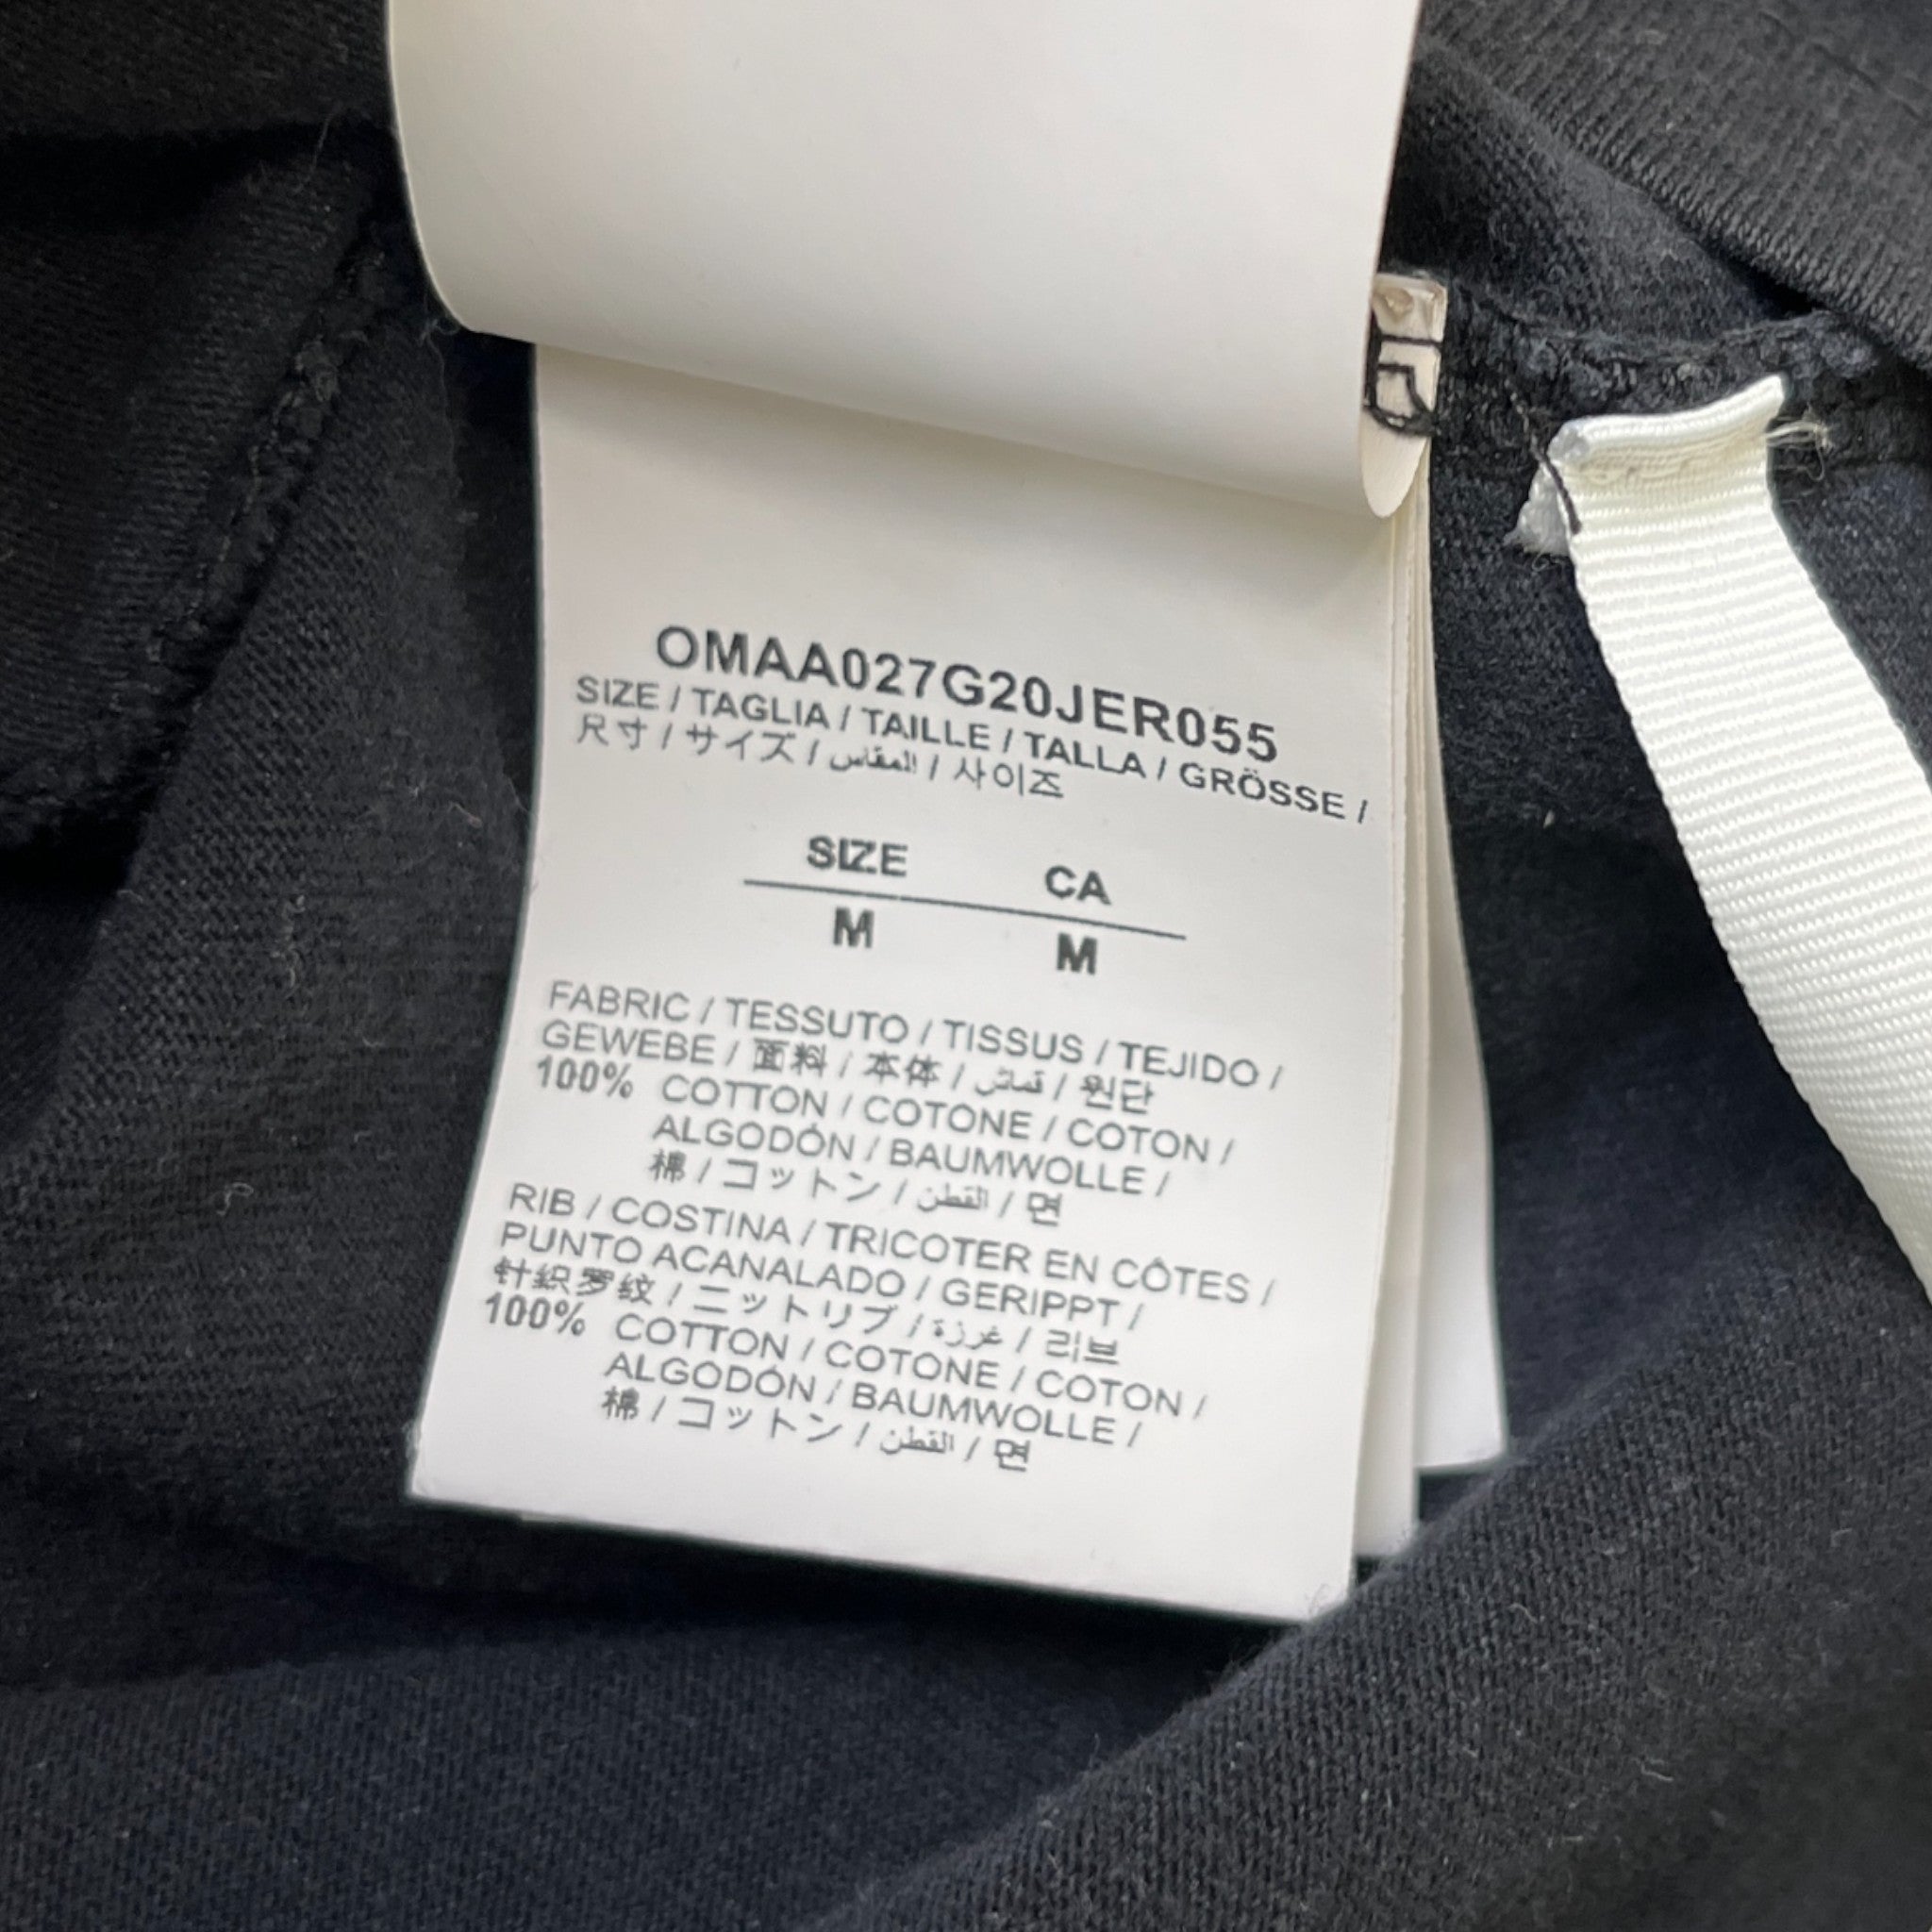 OMAA027G20JER055
SIZE / TAGLIA / TAILLE / TALLA / GRÖSSE /
尺寸 / サイズ / المقاس / 사이즈
SIZE CA
M M
FABRIC / TESSUTO / TISSUS / TEJIDO /
GEWEBE / 面料 / 本体 / قماش / 원단
100% COTTON / COTONE / COTON /
ALGODÓN / BAUMWOLLE /
棉 / コットン / القطن / 면
RIB / COSTINA / TRICOTER EN CÔTES /
PUNTO ACANALADO / GERIPPT /
针织罗纹 / ニットリブ / غرزة / 리브
100% COTTON / COTONE / COTON /
ALGODÓN / BAUMWOLLE /
棉 / コットン / القطن / 면